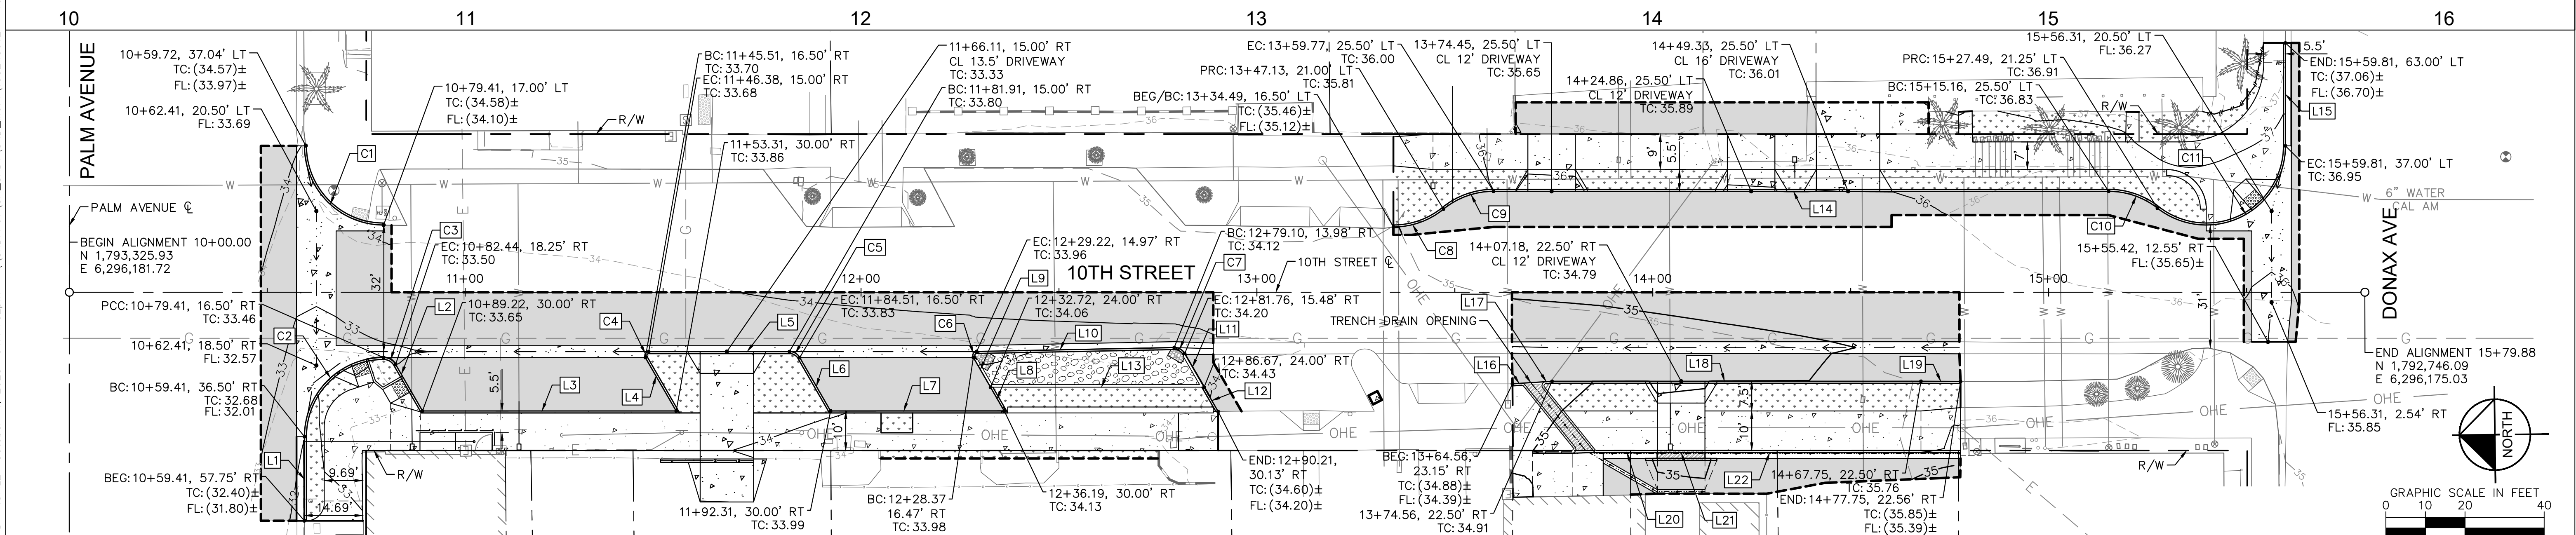 10
11
12
13
14
15
16
PALM AVENUE
10+59.72, 37.04' LT
TC: (34.57)±
FL: (33.97)±
10+62.41, 20.50' LT
FL: 33.69
C1
10+79.41, 17.00' LT
TC: (34.58)±
FL: (34.10)±
R/W
BC: 11+45.51, 16.50' RT
TC: 33.70
EC: 11+46.38, 15.00' RT
TC: 33.68
11+53.31, 30.00' RT
TC: 33.86
11+66.11, 15.00' RT
CL 13.5' DRIVEWAY
TC: 33.33
BC: 11+81.91, 15.00' RT
TC: 33.80
EC: 13+59.77, 25.50' LT
TC: 36.00
PRC: 13+47.13, 21.00' LT
TC: 35.81
BEG/BC: 13+34.49, 16.50' LT
TC: (35.46)±
FL: (35.12)±
13+74.45, 25.50' LT
CL 12' DRIVEWAY
TC: 35.65
14+24.86, 25.50' LT
CL 12' DRIVEWAY
TC: 35.89
14+49.33, 25.50' LT
CL 16' DRIVEWAY
TC: 36.01
9'
5.5'
PRC: 15+27.49, 21.25' LT
TC: 36.91
BC: 15+15.16, 25.50' LT
TC: 36.83
R/W
7'
15+56.31, 20.50' LT
FL: 36.27
5.5'
END: 15+59.81, 63.00' LT
TC: (37.06)±
FL: (36.70)±
L15
C11
EC: 15+59.81, 37.00' LT
TC: 36.95
6" WATER
CAL AM
DONAX AVE
PALM AVENUE ℄
BEGIN ALIGNMENT 10+00.00
N 1,793,325.93
E 6,296,181.72
C3
EC: 10+82.44, 18.25' RT
TC: 33.50
32'
11+00
L2
10+89.22, 30.00' RT
TC: 33.65
PCC: 10+79.41, 16.50' RT
TC: 33.46
C2
10+62.41, 18.50' RT
FL: 32.57
BC: 10+59.41, 36.50' RT
TC: 32.68
FL: 32.01
5.5'
L3
C4
L4
L5
C5
12+00
EC: 11+84.51, 16.50' RT
TC: 33.83
L6
L7
10'
C6
EC: 12+29.22, 14.97' RT
TC: 33.96
L9
12+32.72, 24.00' RT
TC: 34.06
L8
L10
L13
10TH STREET
BC: 12+79.10, 13.98' RT
TC: 34.12
C7
13+00
10TH STREET ℄
EC: 12+81.76, 15.48' RT
TC: 34.20
L11
12+86.67, 24.00' RT
TC: 34.43
L12
C8
C9
14+07.18, 22.50' RT
CL 12' DRIVEWAY
TC: 34.79
14+00
L14
L17
TRENCH DRAIN OPENING
L16
L18
L19
7.5'
10'
C10
15+00
15+55.42, 12.55' RT
FL: (35.65)±
31'
END ALIGNMENT 15+79.88
N 1,792,746.09
E 6,296,175.03
15+56.31, 2.54' RT
FL: 35.85
L1
BEG: 10+59.41, 57.75' RT
TC: (32.40)±
FL: (31.80)±
9.69'
14.69'
R/W
11+92.31, 30.00' RT
TC: 33.99
BC: 12+28.37
16.47' RT
TC: 33.98
12+36.19, 30.00' RT
TC: 34.13
END: 12+90.21,
30.13' RT
TC: (34.60)±
FL: (34.20)±
BEG: 13+64.56,
23.15' RT
TC: (34.88)±
FL: (34.39)±
13+74.56, 22.50' RT
TC: 34.91
L20
L21
L22
14+67.75, 22.50' RT
TC: 35.76
END: 14+77.75, 22.56' RT
TC: (35.85)±
FL: (35.39)±
R/W
OHE
NORTH
GRAPHIC SCALE IN FEET
0 10 20 40